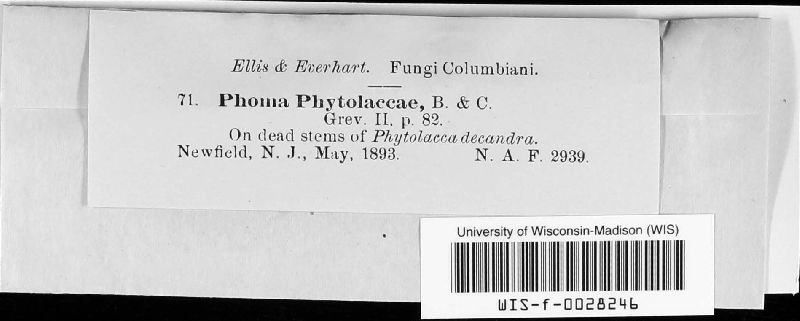 Ellis & Everhart. Fungi Columbiani.
71. Phoma Phytolaccae, B. & C.
Grev. II, p. 82.
On dead stems of Phytolacca decandra.
Newfield, N. J., May, 1893. N. A. F. 2939.
University of Wisconsin-Madison (WIS)
WIS-f-0028246